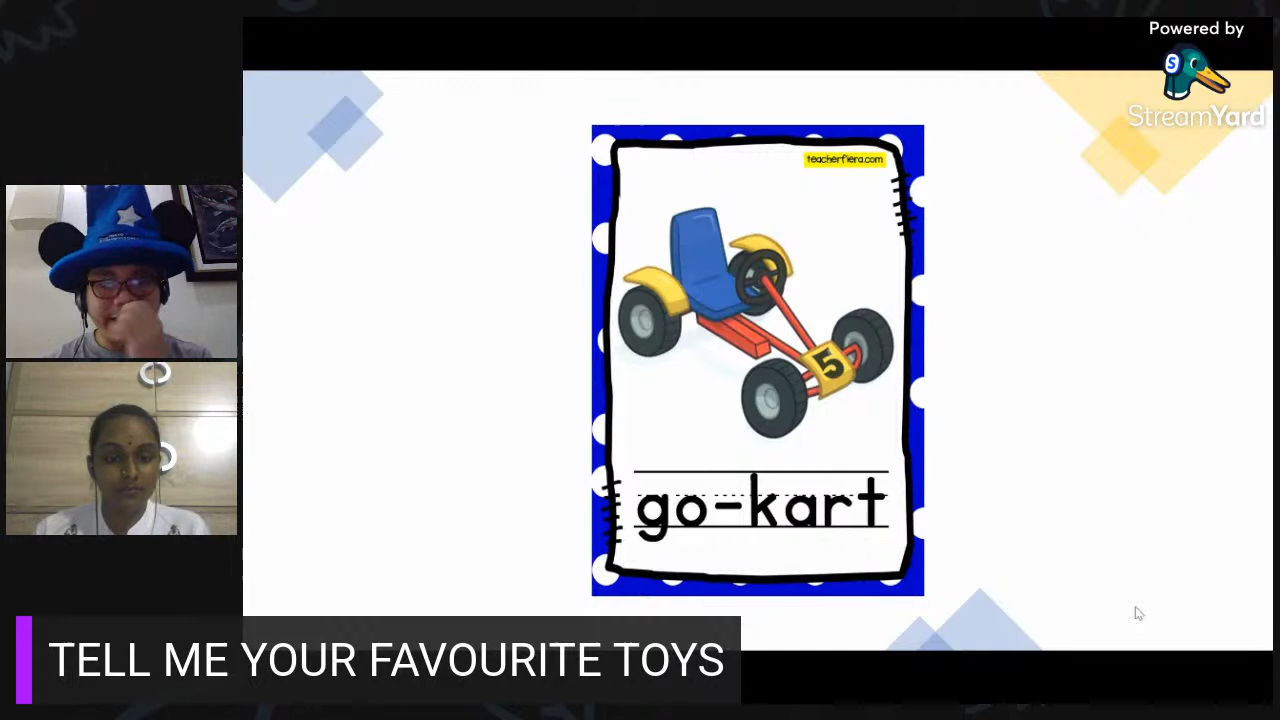 Powered by
S
StreamYard
teacherfiera.com
5
go-kart
TELL ME YOUR FAVOURITE TOYS